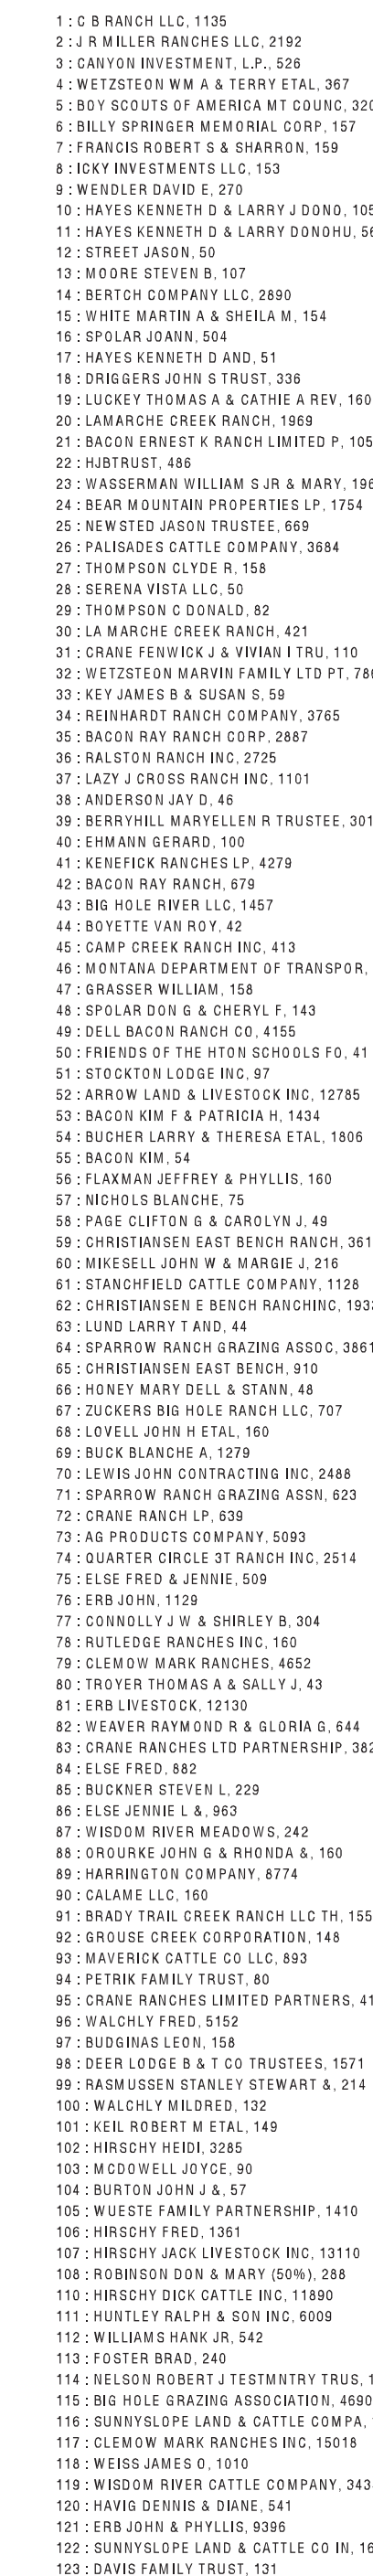 1 : C B RANCH LLC, 1135
2 : J R MILLER RANCHES LLC, 2192
3 : CANYON INVESTMENT, L.P., 526
4 : WETZSTEON WM A & TERRY ETAL, 367
5 : BOY SCOUTS OF AMERICA MT COUNC, 320
6 : BILLY SPRINGER MEMORIAL CORP, 157
7 : FRANCIS ROBERT S & SHARRON, 159
8 : ICKY INVESTMENTS LLC, 153
9 : WENDLER DAVID E, 270
10 : HAYES KENNETH D & LARRY J DONO, 105
11 : HAYES KENNETH D & LARRY DONOHU, 56
12 : STREET JASON, 50
13 : MOORE STEVEN B, 107
14 : BERTCH COMPANY LLC, 2890
15 : WHITE MARTIN A & SHEILA M, 154
16 : SPOLAR JOANN, 504
17 : HAYES KENNETH D AND, 51
18 : DRIGGERS JOHN S TRUST, 336
19 : LUCKEY THOMAS A & CATHIE A REV, 160
20 : LAMARCHE CREEK RANCH, 1969
21 : BACON ERNEST K RANCH LIMITED P, 105
22 : HJBTRUST, 486
23 : WASSERMAN WILLIAM S JR & MARY, 196
24 : BEAR MOUNTAIN PROPERTIES LP, 1754
25 : NEWSTED JASON TRUSTEE, 669
26 : PALISADES CATTLE COMPANY, 3684
27 : THOMPSON CLYDE R, 158
28 : SERENA VISTA LLC, 50
29 : THOMPSON C DONALD, 82
30 : LA MARCHE CREEK RANCH, 421
31 : CRANE FENWICK J & VIVIAN I TRU, 110
32 : WETZSTEON MARVIN FAMILY LTD PT, 786
33 : KEY JAMES B & SUSAN S, 59
34 : REINHARDT RANCH COMPANY, 3765
35 : BACON RAY RANCH CORP, 2887
36 : RALSTON RANCH INC, 2725
37 : LAZY J CROSS RANCH INC, 1101
38 : ANDERSON JAY D, 46
39 : BERRYHILL MARYELLEN R TRUSTEE, 301
40 : EHMANN GERARD, 100
41 : KENEFICK RANCHES LP, 4279
42 : BACON RAY RANCH, 679
43 : BIG HOLE RIVER LLC, 1457
44 : BOYETTE VAN ROY, 42
45 : CAMP CREEK RANCH INC, 413
46 : MONTANA DEPARTMENT OF TRANSPOR,
47 : GRASSER WILLIAM, 158
48 : SPOLAR DON G & CHERYL F, 143
49 : DELL BACON RANCH CO, 4155
50 : FRIENDS OF THE HTON SCHOOLS FO, 41
51 : STOCKTON LODGE INC, 97
52 : ARROW LAND & LIVESTOCK INC, 12785
53 : BACON KIM F & PATRICIA H, 1434
54 : BUCHER LARRY & THERESA ETAL, 1806
55 : BACON KIM, 54
56 : FLAXMAN JEFFREY & PHYLLIS, 160
57 : NICHOLS BLANCHE, 75
58 : PAGE CLIFTON G & CAROLYN J, 49
59 : CHRISTIANSEN EAST BENCH RANCH, 361
60 : MIKESELL JOHN W & MARGIE J, 216
61 : STANCHFIELD CATTLE COMPANY, 1128
62 : CHRISTIANSEN E BENCH RANCHINC, 193
63 : LUND LARRY T AND, 44
64 : SPARROW RANCH GRAZING ASSOC, 3861
65 : CHRISTIANSEN EAST BENCH, 910
66 : HONEY MARY DELL & STANN, 48
67 : ZUCKERS BIG HOLE RANCH LLC, 707
68 : LOVELL JOHN H ETAL, 160
69 : BUCK BLANCHE A, 1279
70 : LEWIS JOHN CONTRACTING INC, 2488
71 : SPARROW RANCH GRAZING ASSN, 623
72 : CRANE RANCH LP, 639
73 : AG PRODUCTS COMPANY, 5093
74 : QUARTER CIRCLE 3T RANCH INC, 2514
75 : ELSE FRED & JENNIE, 509
76 : ERB JOHN, 1129
77 : CONNOLLY J W & SHIRLEY B, 304
78 : RUTLEDGE RANCHES INC, 160
79 : CLEMOW MARK RANCHES, 4652
80 : TROYER THOMAS A & SALLY J, 43
81 : ERB LIVESTOCK, 12130
82 : WEAVER RAYMOND R & GLORIA G, 644
83 : CRANE RANCHES LTD PARTNERSHIP, 382
84 : ELSE FRED, 882
85 : BUCKNER STEVEN L, 229
86 : ELSE JENNIE L &, 963
87 : WISDOM RIVER MEADOWS, 242
88 : OROURKE JOHN G & RHONDA &, 160
89 : HARRINGTON COMPANY, 8774
90 : CALAME LLC, 160
91 : BRADY TRAIL CREEK RANCH LLC TH, 155
92 : GROUSE CREEK CORPORATION, 148
93 : MAVERICK CATTLE CO LLC, 893
94 : PETRIK FAMILY TRUST, 80
95 : CRANE RANCHES LIMITED PARTNERS, 41
96 : WALCHLY FRED, 5152
97 : BUDGINAS LEON, 158
98 : DEER LODGE B & T CO TRUSTEES, 1571
99 : RASMUSSEN STANLEY STEWART &, 214
100 : WALCHLY MILDRED, 132
101 : KEIL ROBERT M ETAL, 149
102 : HIRSCHY HEIDI, 3285
103 : MCDOWELL JOYCE, 90
104 : BURTON JOHN J &, 57
105 : WUESTE FAMILY PARTNERSHIP, 1410
106 : HIRSCHY FRED, 1361
107 : HIRSCHY JACK LIVESTOCK INC, 13110
108 : ROBINSON DON & MARY (50%), 288
110 : HIRSCHY DICK CATTLE INC, 11890
111 : HUNTLEY RALPH & SON INC, 6009
112 : WILLIAMS HANK JR, 542
113 : FOSTER BRAD, 240
114 : NELSON ROBERT J TESTMNTRY TRUS, 1
115 : BIG HOLE GRAZING ASSOCIATION, 4690
116 : SUNNYSLOPE LAND & CATTLE COMPA,
117 : CLEMOW MARK RANCHES INC, 15018
118 : WEISS JAMES O, 1010
119 : WISDOM RIVER CATTLE COMPANY, 343
120 : HAVIG DENNIS & DIANE, 541
121 : ERB JOHN & PHYLLIS, 9396
122 : SUNNYSLOPE LAND & CATTLE CO IN, 16
123 : DAVIS FAMILY TRUST, 131